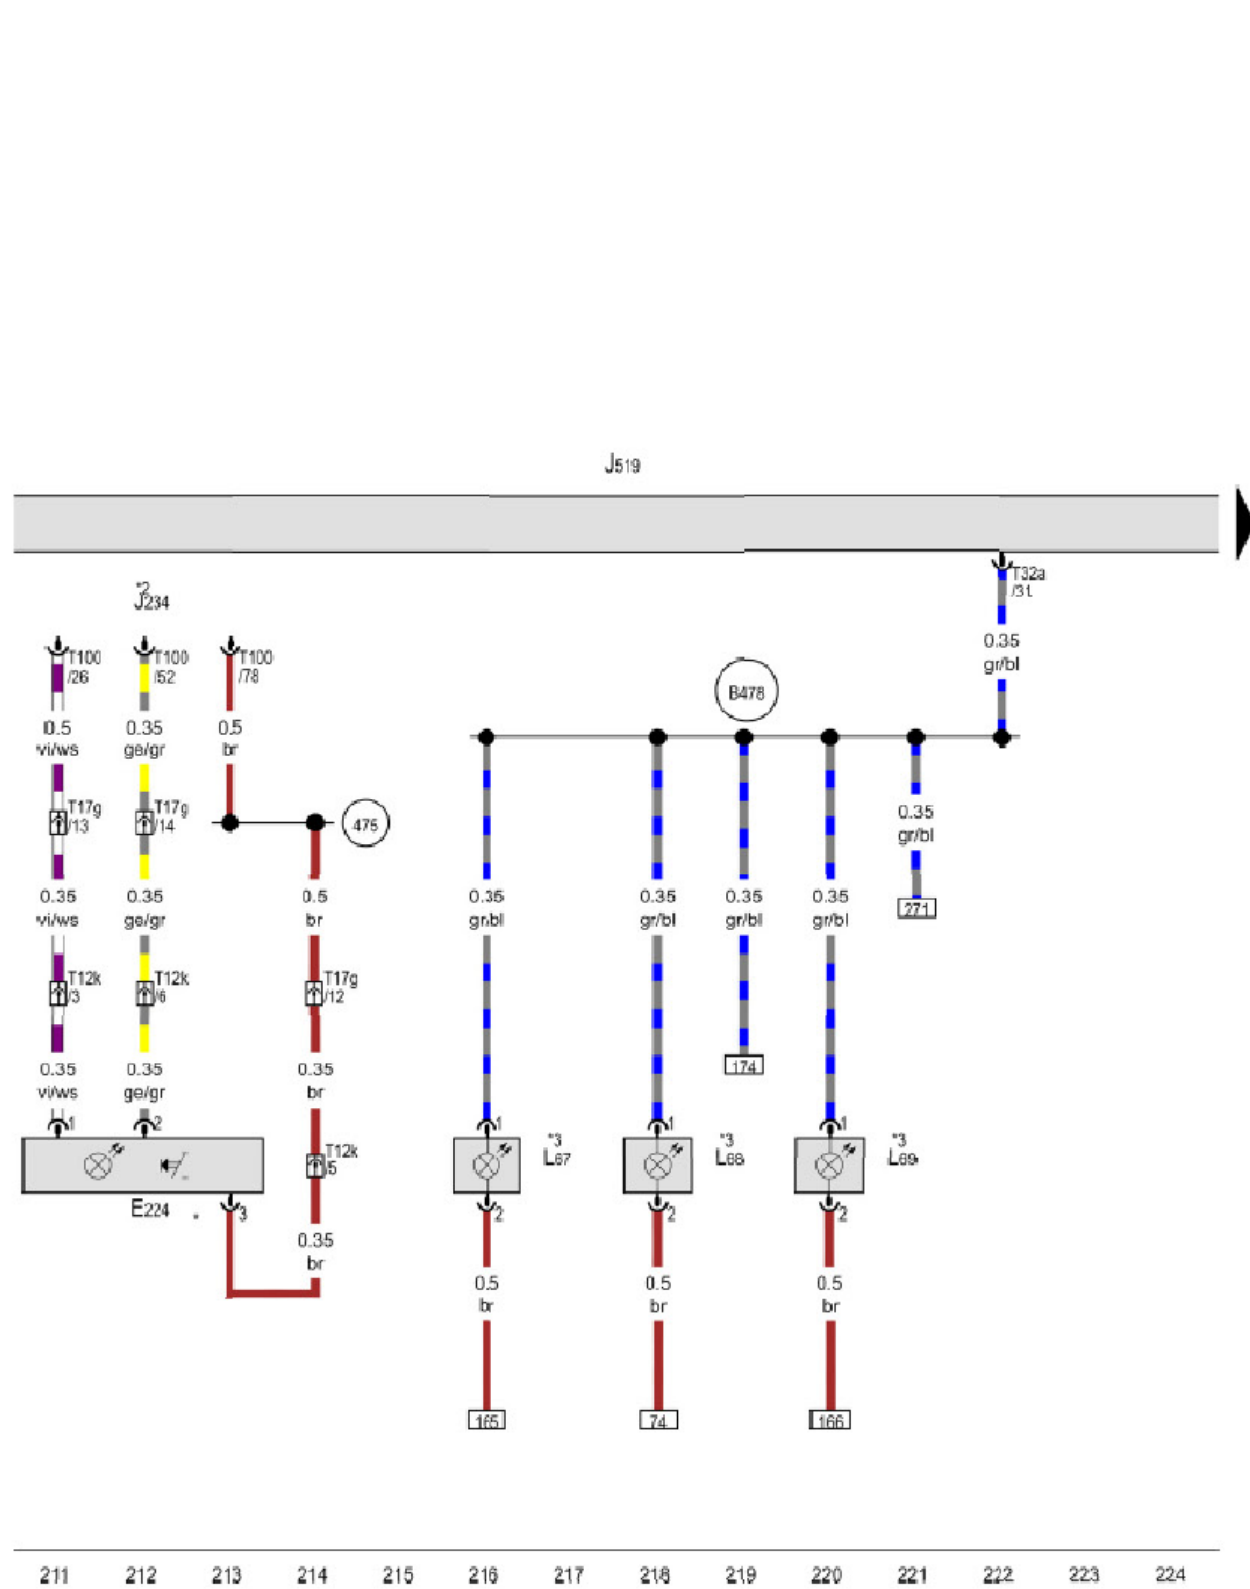 J519
T32a
/31
*2
J234
T100
/26
T100
/52
T100
/78
0.35
gr/bl
B478
0.5
vi/ws
0.35
ge/gr
0.5
br
T17g
/13
T17g
/14
475
0.35
gr/bl
0.35
vi/ws
0.35
ge/gr
0.5
br
0.35
gr/bl
0.35
gr/bl
0.35
gr/bl
0.35
gr/bl
271
T12k
/3
T12k
/6
T17g
/12
174
0.35
vi/ws
0.35
ge/gr
0.35
br
1
2
1
1
1
T12k
/5
*3
L67
*3
L68
*3
L69
E224
*
3
2
2
2
0.35
br
0.5
br
0.5
br
0.5
br
165
74
166
211 212 213 214 215 216 217 218 219 220 221 222 223 224